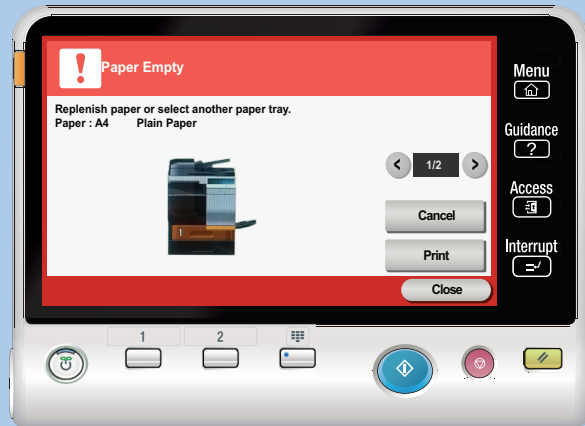 Paper Empty
Replenish paper or select another paper tray.
Paper : A4 Plain Paper
1
1/2
Cancel
Print
Close
Menu
Guidance
?
Access
Interrupt
1
2